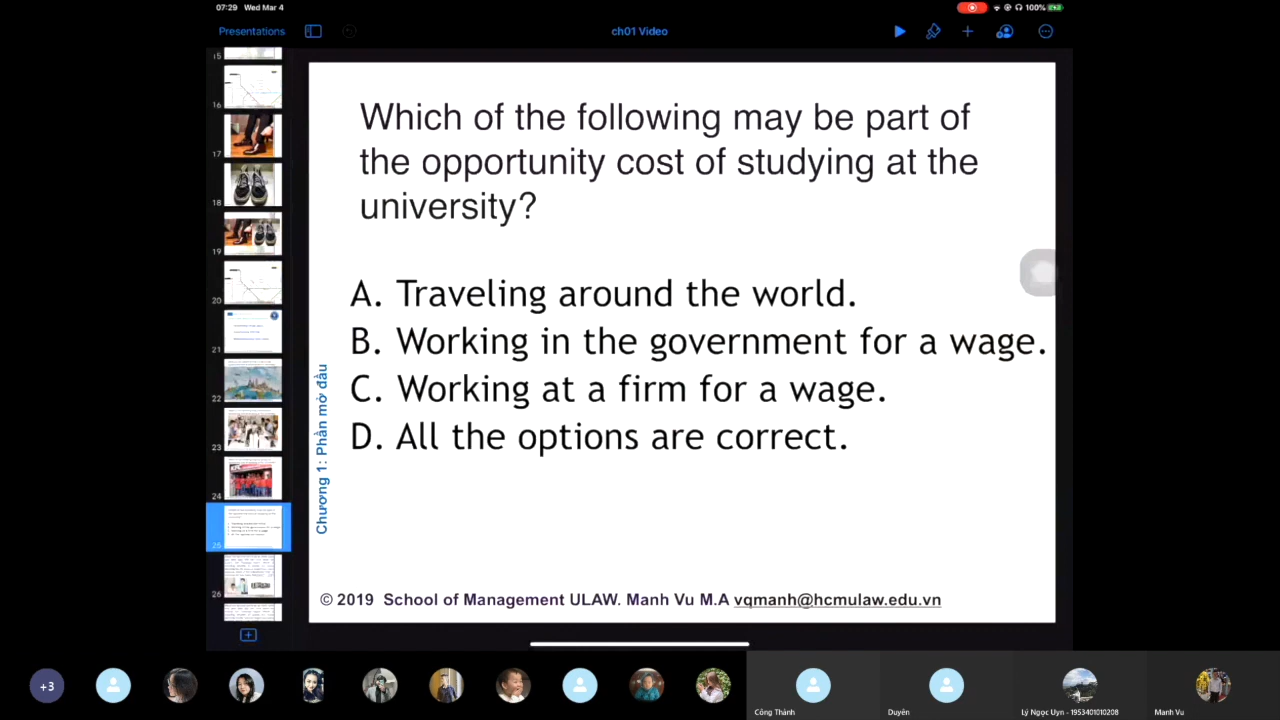 07:29 Wed Mar 4
100%
Presentations
ch01 Video
15
16
17
18
19
20
21
22
23
24
25
26
Which of the following may be part of
the opportunity cost of studying at the
university?
A. Traveling around the world.
B. Working in the government for a wage.
C. Working at a firm for a wage.
D. All the options are correct.
Chương 1: Phần mở đầu
© 2019 School of Management ULAW. Manh Vu M.A vqmanh@hcmulaw.edu.vn
+3
Công Thành
Duyên
Lý Ngọc Uyn - 1953401010208
Manh Vu